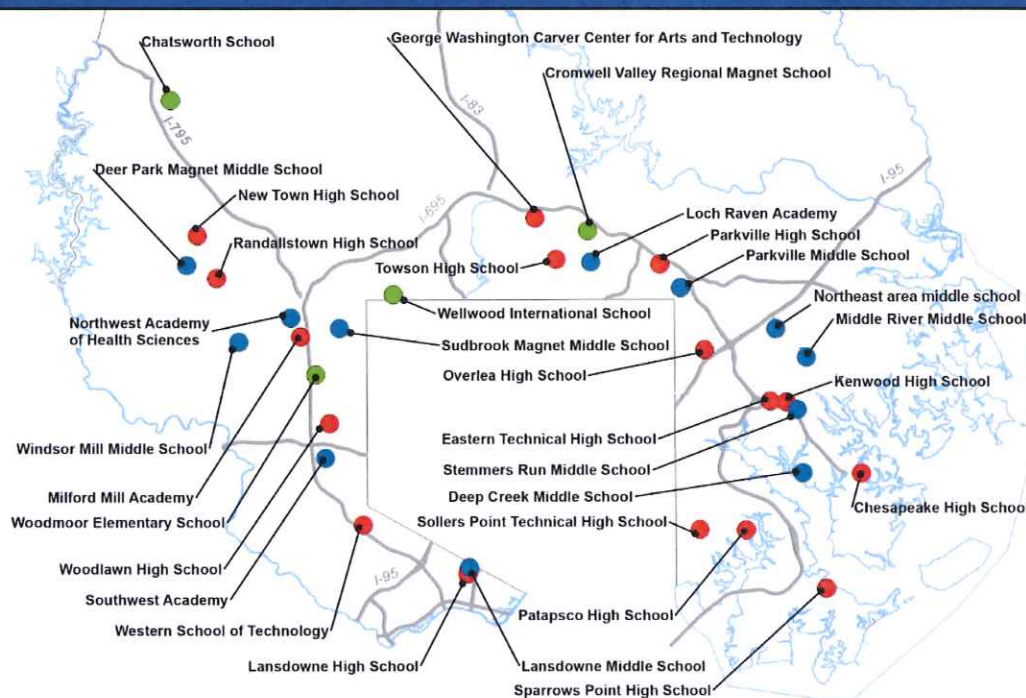 Chatsworth School
George Washington Carver Center for Arts and Technology
Cromwell Valley Regional Magnet School
I-83
I-795
Deer Park Magnet Middle School
I-95
New Town High School
I-695
Loch Raven Academy
Parkville High School
Randallstown High School
Parkville Middle School
Towson High School
Northeast area middle school
Wellwood International School
Middle River Middle School
Northwest Academy
of Health Sciences
Sudbrook Magnet Middle School
Overlea High School
Kenwood High School
Eastern Technical High School
Windsor Mill Middle School
Stemmers Run Middle School
Milford Mill Academy
Deep Creek Middle School
Chesapeake High School
Woodmoor Elementary School
Sollers Point Technical High School
Woodlawn High School
I-95
Southwest Academy
Patapsco High School
Western School of Technology
Lansdowne High School
Lansdowne Middle School
Sparrows Point High School